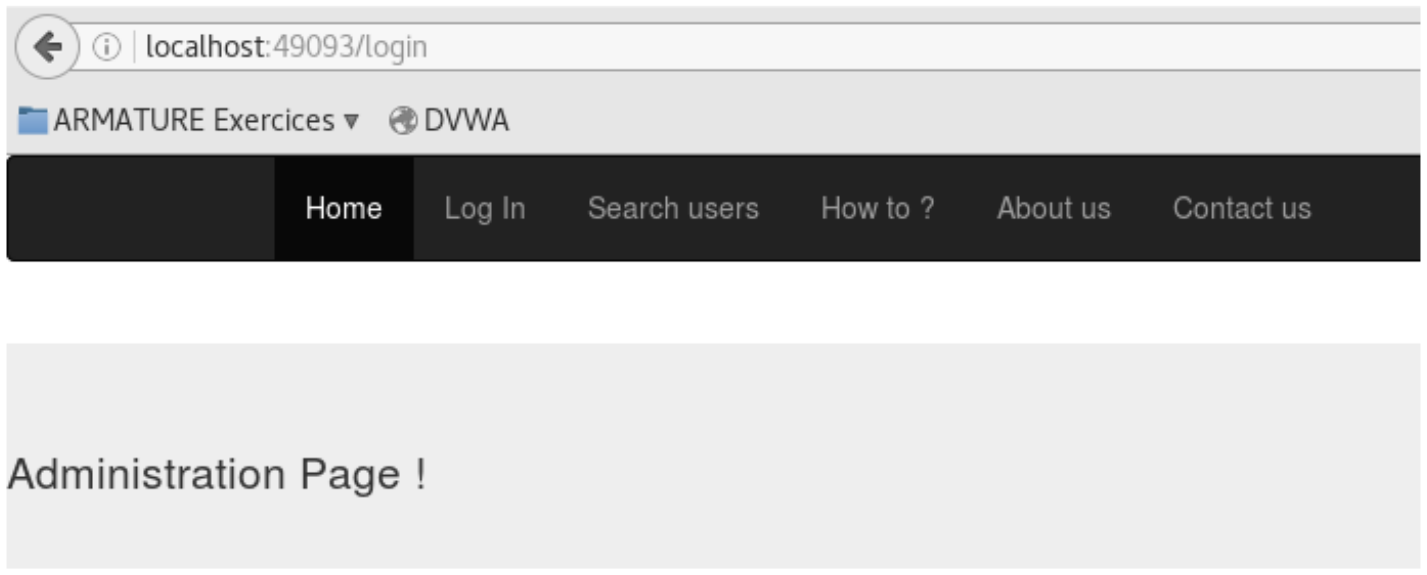 localhost:49093/login
ARMATURE Exercices ▾ DVWA
Home Log In Search users How to ? About us Contact us
Administration Page !